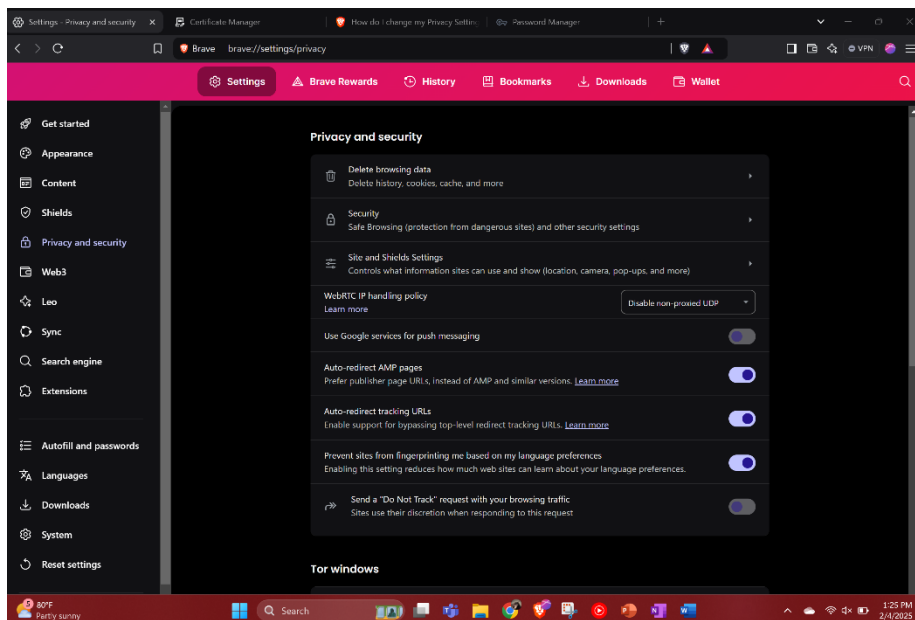 Settings - Privacy and security
Certificate Manager
How do I change my Privacy Setting
Password Manager
Brave brave://settings/privacy
VPN
Settings
Brave Rewards
History
Bookmarks
Downloads
Wallet
Get started
Appearance
Content
Shields
Privacy and security
Web3
Leo
Sync
Search engine
Extensions
Autofill and passwords
Languages
Downloads
System
Reset settings
Privacy and security
Delete browsing data
Delete history, cookies, cache, and more
Security
Safe Browsing (protection from dangerous sites) and other security settings
Site and Shields Settings
Controls what information sites can use and show (location, camera, pop-ups, and more)
WebRTC IP handling policy
Learn more
Disable non-proxied UDP
Use Google services for push messaging
Auto-redirect AMP pages
Prefer publisher page URLs, instead of AMP and similar versions. Learn more
Auto-redirect tracking URLs
Enable support for bypassing top-level redirect tracking URLs. Learn more
Prevent sites from fingerprinting me based on my language preferences
Enabling this setting reduces how much web sites can learn about your language preferences.
Send a "Do Not Track" request with your browsing traffic
Sites use their discretion when responding to this request
Tor windows
5
80°F
Partly sunny
Search
1:25 PM
2/4/2025